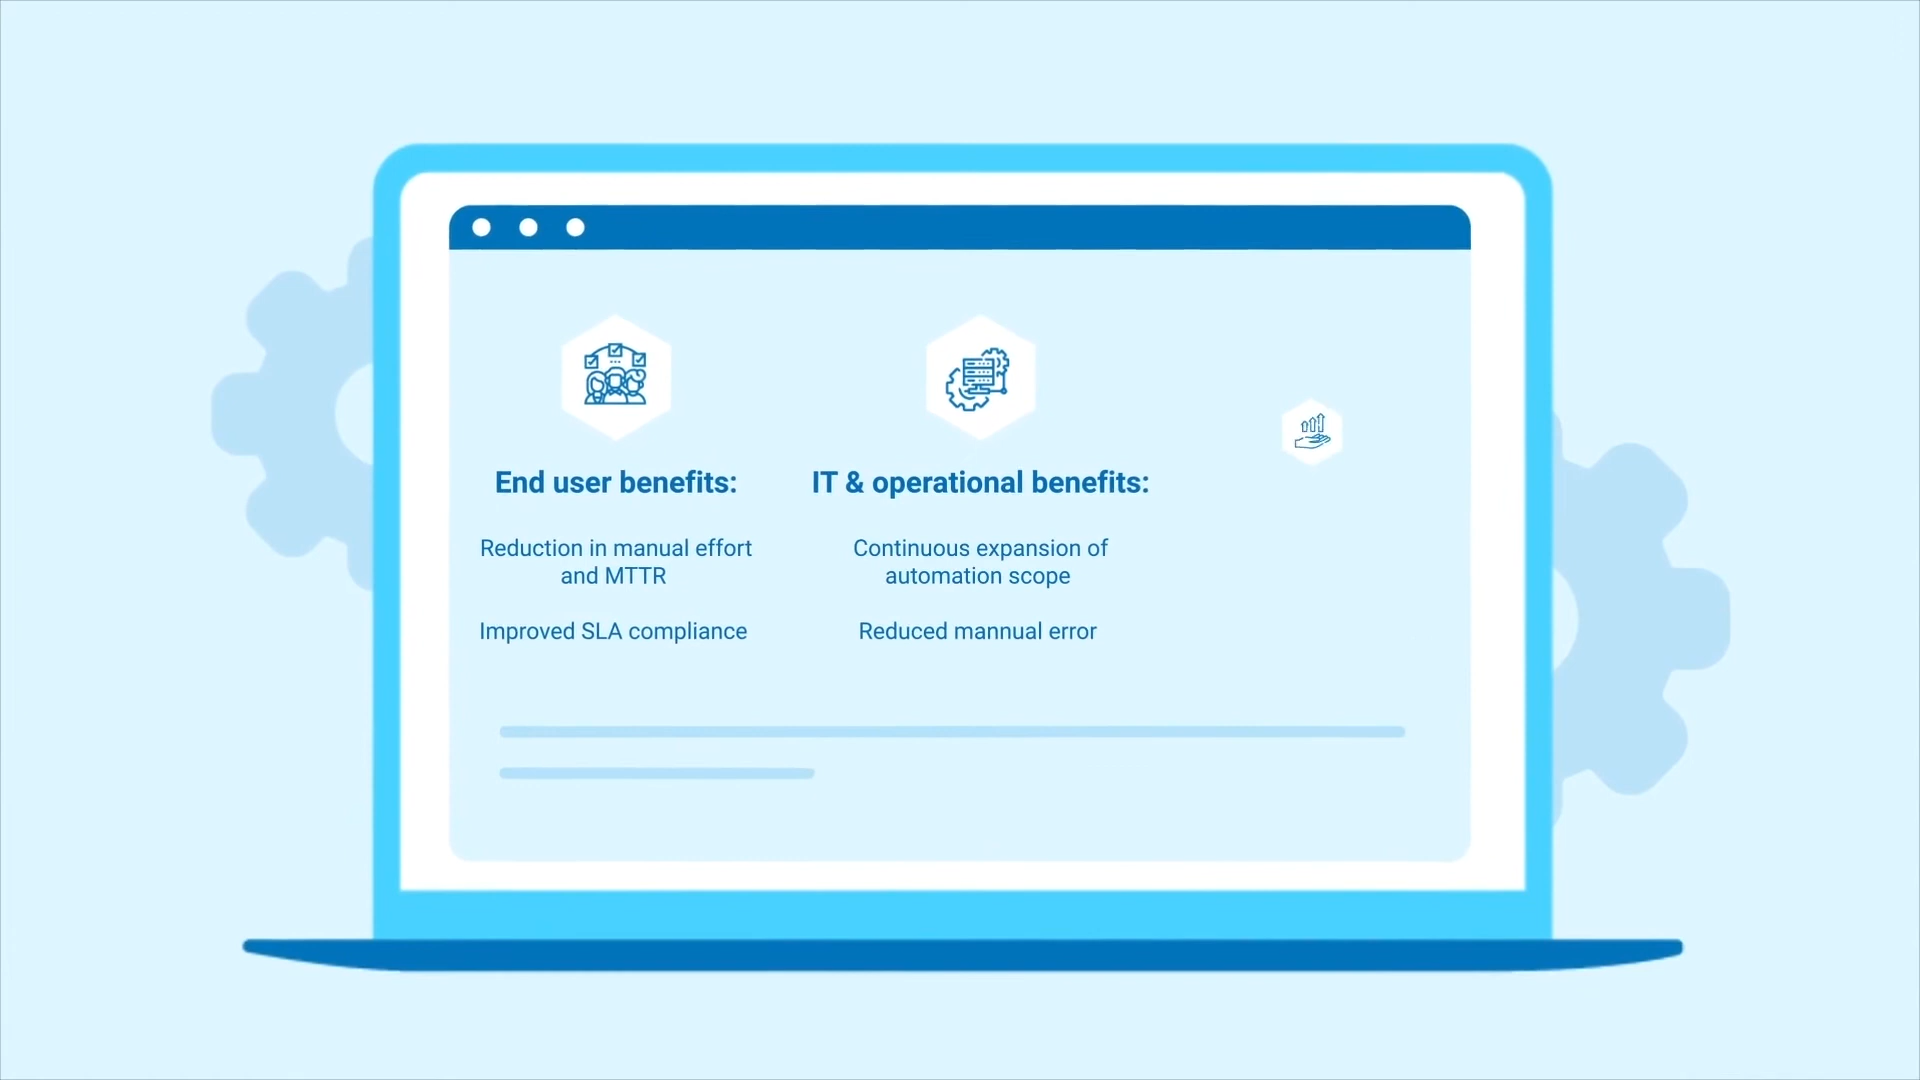 End user benefits:
Reduction in manual effort
and MTTR
Improved SLA compliance
IT & operational benefits:
Continuous expansion of
automation scope
Reduced mannual error